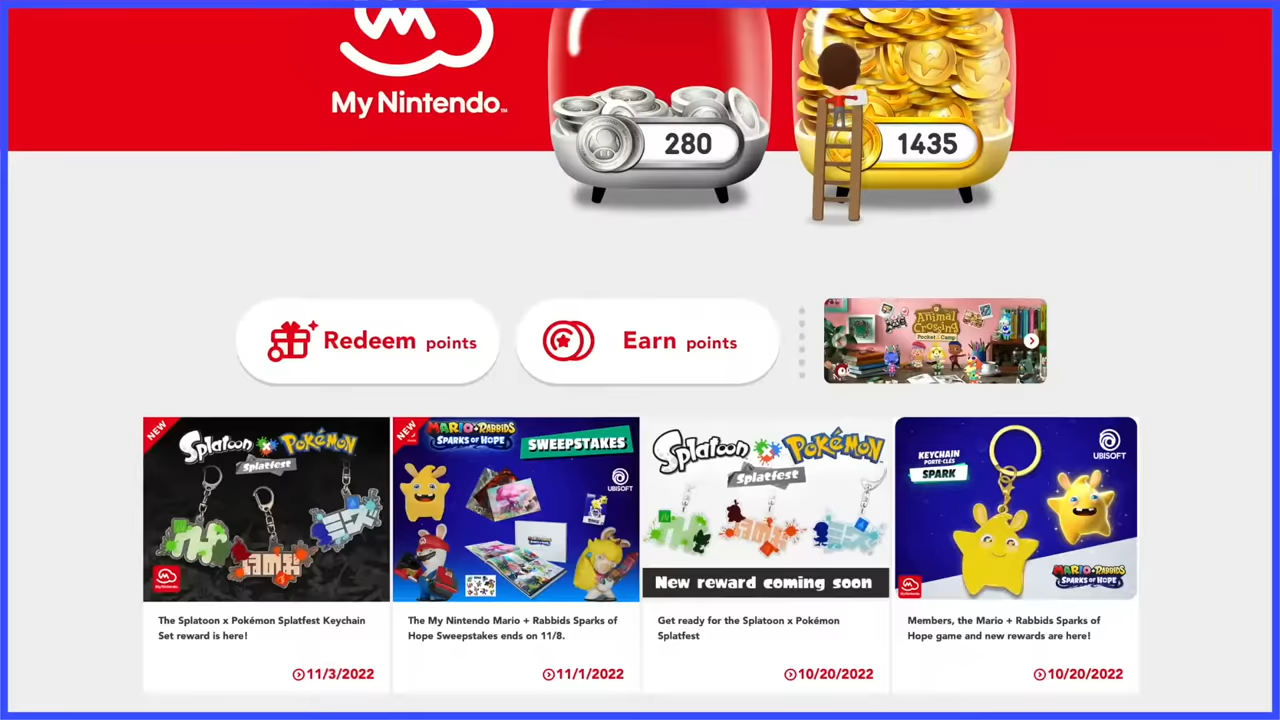 My Nintendo™
280
1435
Redeem points
Earn points
Animal
Crossing
Pocket Camp
NEW
Splatoon x Pokémon
Splatfest
My Nintendo
The Splatoon x Pokémon Splatfest Keychain
Set reward is here!
11/3/2022
NEW
MARIO + RABBIDS
SPARKS OF HOPE
SWEEPSTAKES
UBISOFT
The My Nintendo Mario + Rabbids Sparks of
Hope Sweepstakes ends on 11/8.
11/1/2022
Splatoon x Pokémon
Splatfest
New reward coming soon
Get ready for the Splatoon x Pokémon
Splatfest
10/20/2022
KEYCHAIN
PORTE-CLÉS
SPARK
UBISOFT
My Nintendo
MARIO + RABBIDS
SPARKS OF HOPE
Members, the Mario + Rabbids Sparks of
Hope game and new rewards are here!
10/20/2022